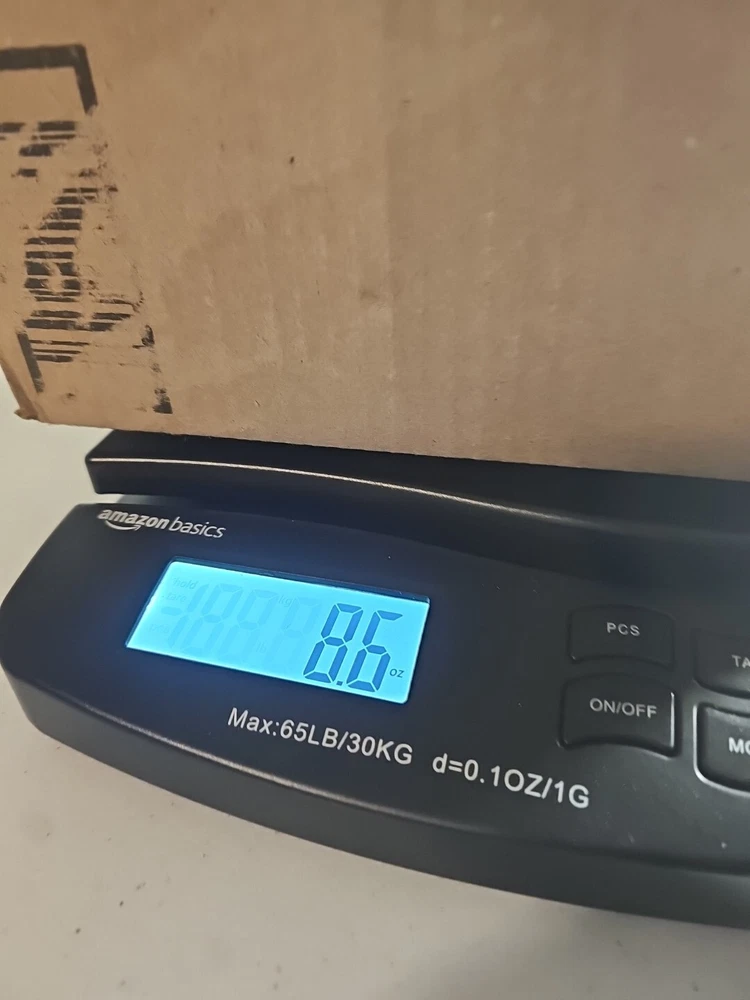 amazon basics
8.6 oz
Max:65LB/30KG d=0.1OZ/1G
PCS
ON/OFF